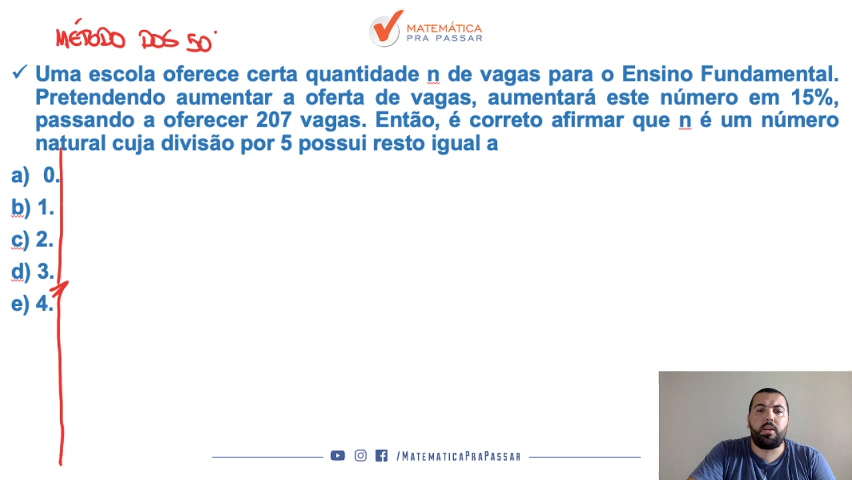 MÉTODO DOS 50'
MATEMÁTICA
PRA PASSAR
✓ Uma escola oferece certa quantidade n de vagas para o Ensino Fundamental.
Pretendendo aumentar a oferta de vagas, aumentará este número em 15%,
passando a oferecer 207 vagas. Então, é correto afirmar que n é um número
natural cuja divisão por 5 possui resto igual a
a) 0.
b) 1.
c) 2.
d) 3.
e) 4.
/MatematicaPraPassar